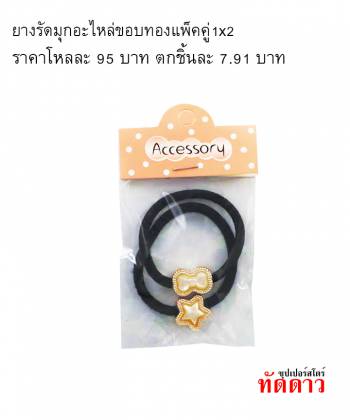 ยางรัดมุกอะไหล่ขอบทองแพ็คคู่1x2
ราคาโหลละ 95 บาท ตกชิ้นละ 7.91 บาท
Accessory
ซุปเปอร์สโตร์
ทัดดาว